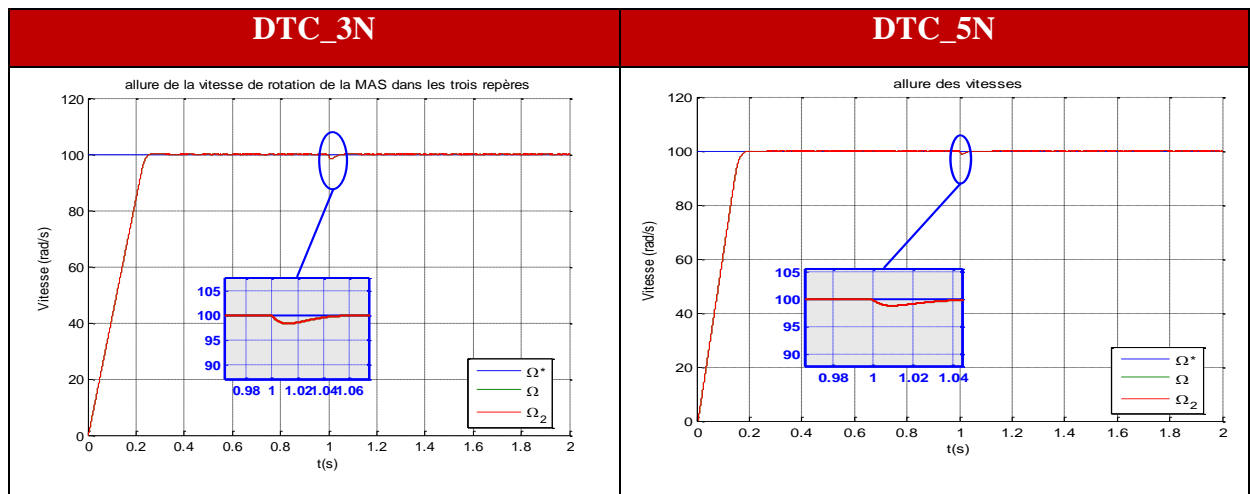 DTC_3N
DTC_5N
allure de la vitesse de rotation de la MAS dans les trois repères
120
100
80
60
40
20
0
Vitesse (rad/s)
105
100
95
90
0.98 1 1.02 1.04 1.06
Ω*
Ω
Ω2
0 0.2 0.4 0.6 0.8 1 1.2 1.4 1.6 1.8 2
t(s)
allure des vitesses
120
100
80
60
40
20
0
Vitesse (rad/s)
105
100
95
90
0.98 1 1.02 1.04
Ω*
Ω
Ω2
0 0.2 0.4 0.6 0.8 1 1.2 1.4 1.6 1.8 2
t(s)